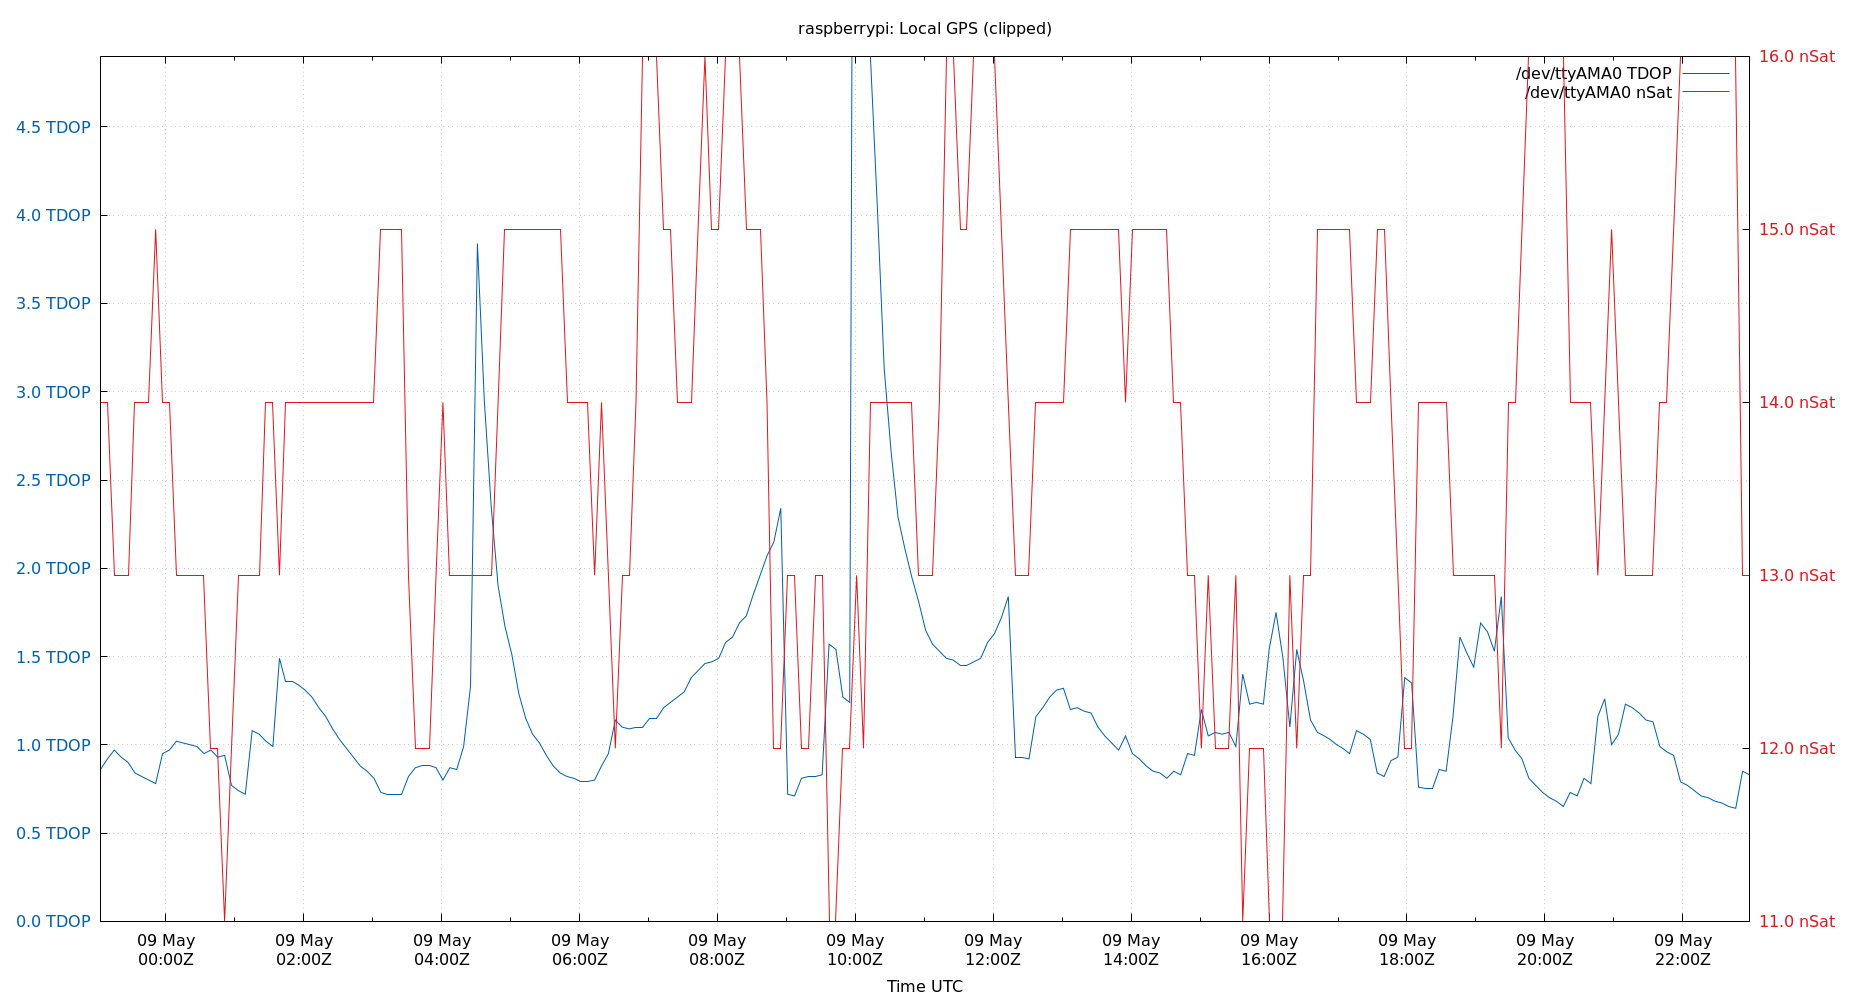 raspberrypi: Local GPS (clipped)
/dev/ttyAMA0 TDOP
/dev/ttyAMA0 nSat
4.5 TDOP
4.0 TDOP
3.5 TDOP
3.0 TDOP
2.5 TDOP
2.0 TDOP
1.5 TDOP
1.0 TDOP
0.5 TDOP
0.0 TDOP
16.0 nSat
15.0 nSat
14.0 nSat
13.0 nSat
12.0 nSat
11.0 nSat
09 May 09 May 09 May 09 May 09 May 09 May 09 May 09 May 09 May 09 May 09 May 09 May
00:00Z 02:00Z 04:00Z 06:00Z 08:00Z 10:00Z 12:00Z 14:00Z 16:00Z 18:00Z 20:00Z 22:00Z
Time UTC